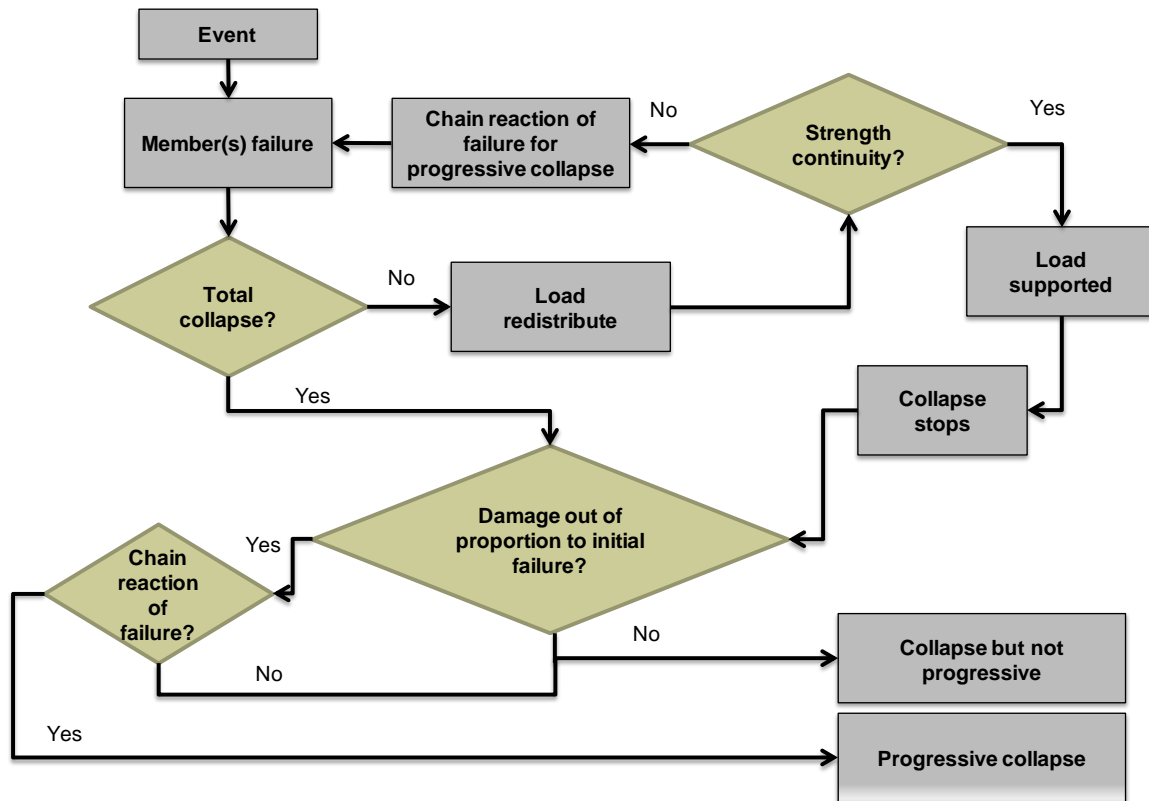 Event
Member(s) failure
Chain reaction of
failure for
progressive collapse
No
Strength
continuity?
Yes
Load
supported
Total
collapse?
No
Load
redistribute
Yes
Collapse
stops
Damage out of
proportion to initial
failure?
Yes
Chain
reaction
of
failure?
No
No
Collapse but not
progressive
Yes
Progressive collapse